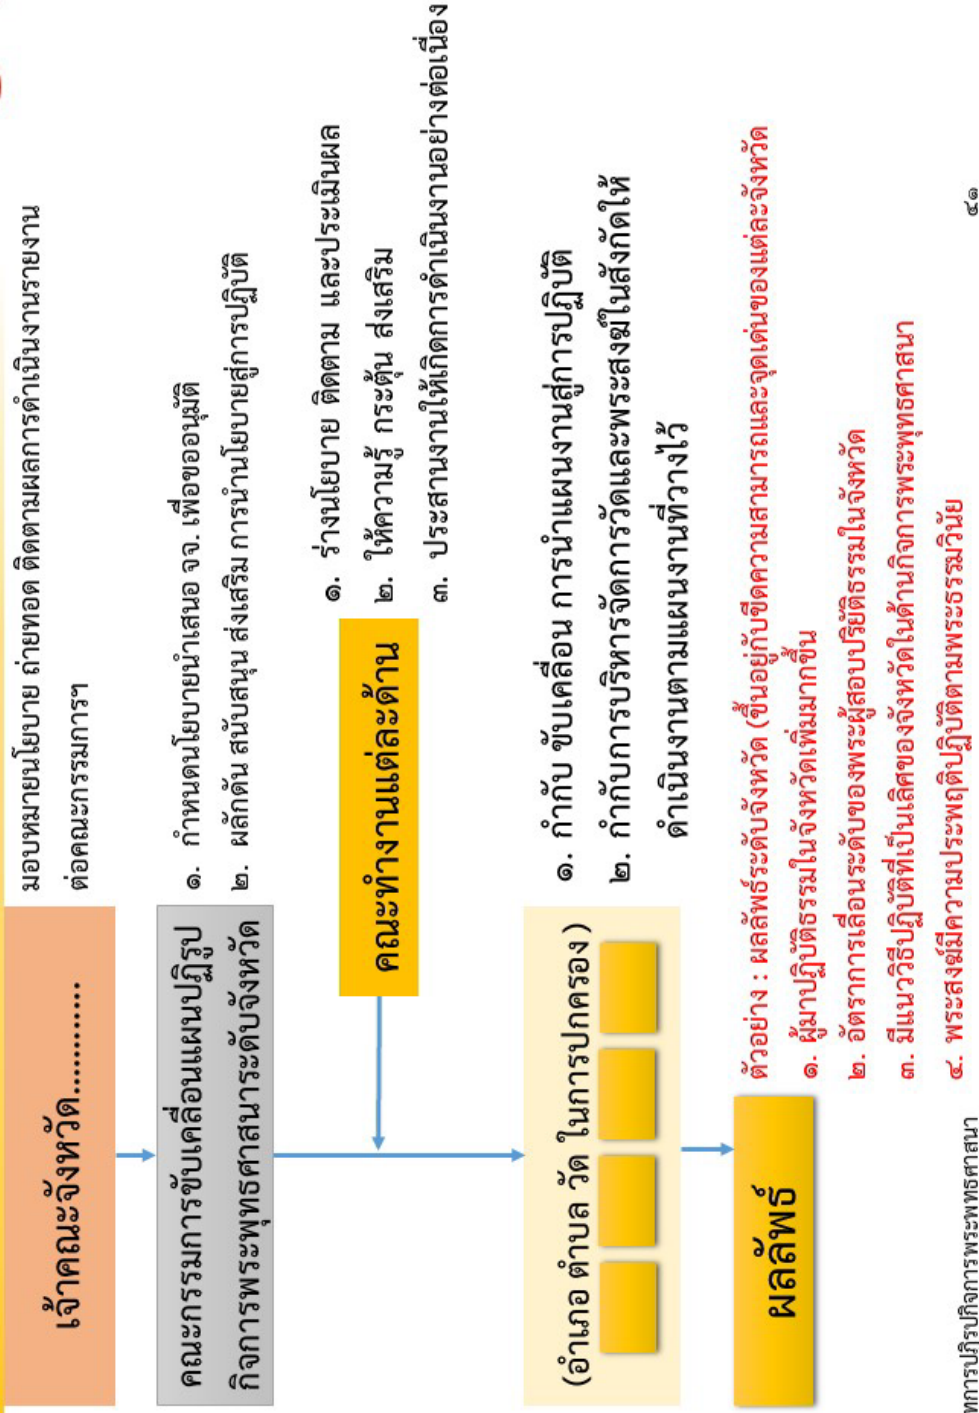 เจ้าคณะจังหวัด............
มอบหมายนโยบาย ถ่ายทอด ติดตามผลการดำเนินงานรายงาน
ต่อคณะกรรมการฯ
คณะกรรมการขับเคลื่อนแผนปฏิรูป
กิจการพระพุทธศาสนาระดับจังหวัด
๑. กำหนดนโยบายนำเสนอ จจ. เพื่อขออนุมัติ
๒. ผลักดัน สนับสนุน ส่งเสริม การนำนโยบายสู่การปฏิบัติ
คณะทำงานแต่ละด้าน
๑. ร่างนโยบาย ติดตาม และประเมินผล
๒. ให้ความรู้ กระตุ้น ส่งเสริม
๓. ประสานงานให้เกิดการดำเนินงานอย่างต่อเนื่อง
(อำเภอ ตำบล วัด ในการปกครอง)
๑. กำกับ ขับเคลื่อน การนำแผนงานสู่การปฏิบัติ
๒. กำกับการบริหารจัดการวัดและพระสงฆ์ในสังกัดให้
ดำเนินงานตามแผนงานที่วางไว้
ผลลัพธ์
ตัวอย่าง : ผลลัพธ์ระดับจังหวัด (ขึ้นอยู่กับขีดความสามารถและจุดเด่นของแต่ละจังหวัด
๑. ผู้มาปฏิบัติธรรมในจังหวัดเพิ่มมากขึ้น
๒. อัตราการเลื่อนระดับของพระผู้สอบปริยัติธรรมในจังหวัด
๓. มีแนววิธีปฏิบัติที่เป็นเลิศของจังหวัดในด้านกิจการพระพุทธศาสนา
๔. พระสงฆ์มีความประพฤติปฏิบัติตามพระธรรมวินัย
การปฏิรูปกิจการพระพุทธศาสนา
๔๑